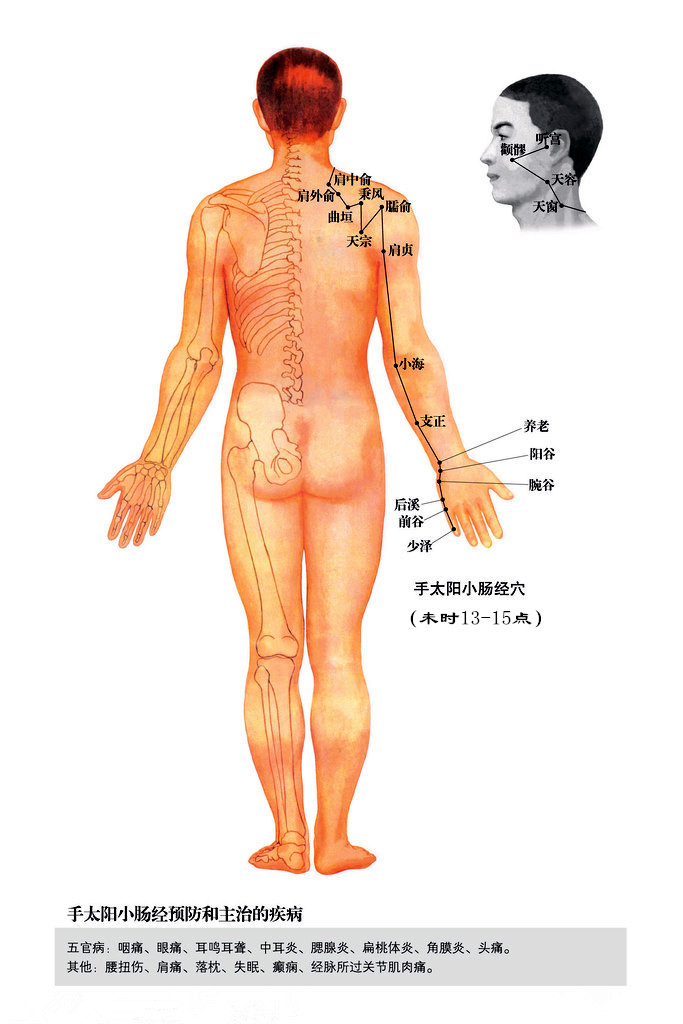 听宫
颧髎
天容
天窗
肩中俞
肩外俞
秉风
臑俞
曲垣
天宗
肩贞
小海
支正
养老
阳谷
腕谷
后溪
前谷
少泽
手太阳小肠经穴
(未时13-15点)
手太阳小肠经预防和主治的疾病
五官病：咽痛、眼痛、耳鸣耳聋、中耳炎、腮腺炎、扁桃体炎、角膜炎、头痛。
其他：腰扭伤、肩痛、落枕、失眠、癫痫、经脉所过关节肌肉痛。